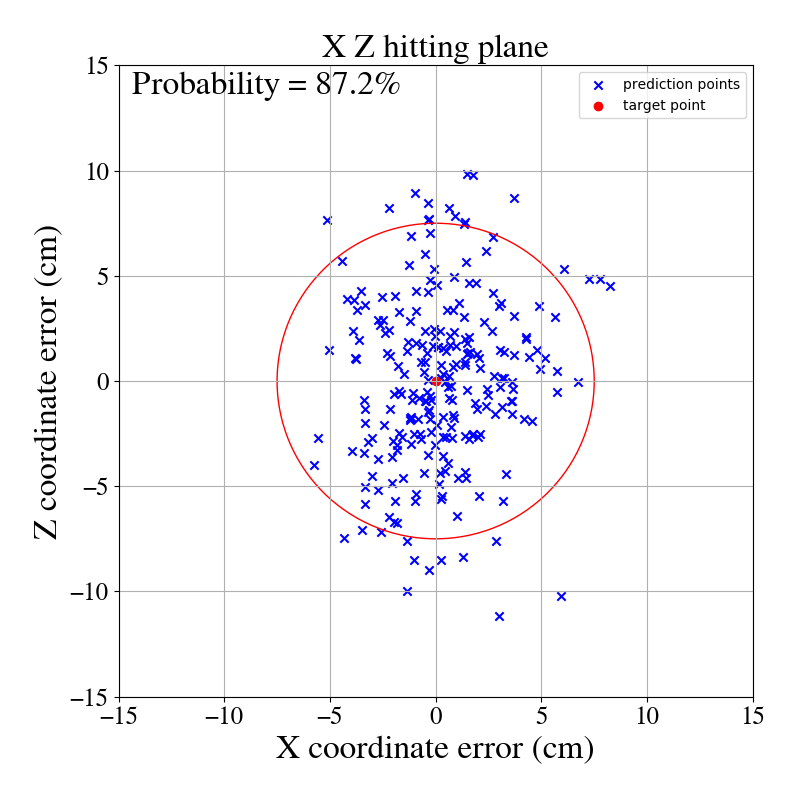 X Z hitting plane
Probability = 87.2%
prediction points
target point
15
10
5
0
−5
−10
−15
−15
−10
−5
0
5
10
15
Z coordinate error (cm)
X coordinate error (cm)